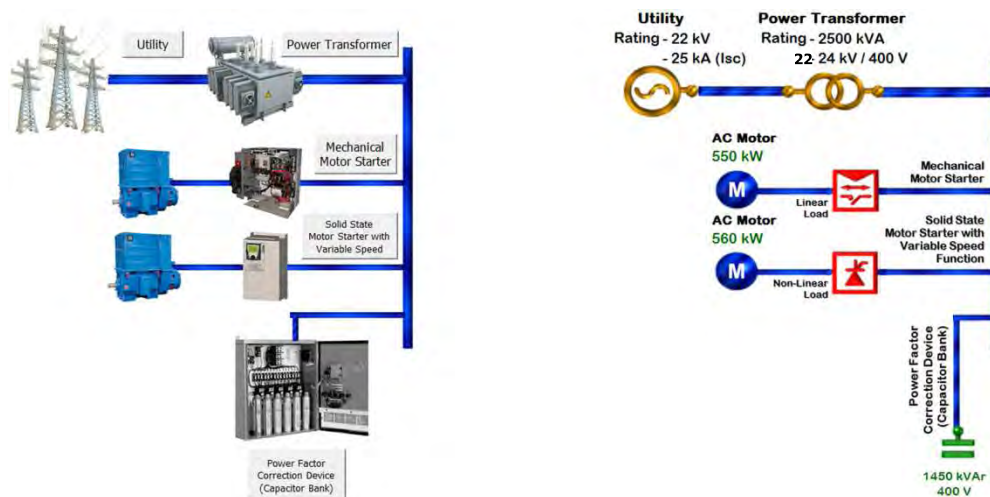 Utility
Power Transformer
Mechanical
Motor Starter
Solid State
Motor Starter with
Variable Speed
Power Factor
Correction Device
(Capacitor Bank)
Utility
Rating - 22 kV
- 25 kA (Isc)
Power Transformer
Rating - 2500 kVA
22-24 kV / 400 V
AC Motor
550 kW
M
Linear
Load
Mechanical
Motor Starter
AC Motor
560 kW
M
Non-Linear
Load
Solid State
Motor Starter with
Variable Speed
Function
Power Factor
Correction Device
(Capacitor Bank)
1450 kVAr
400 V